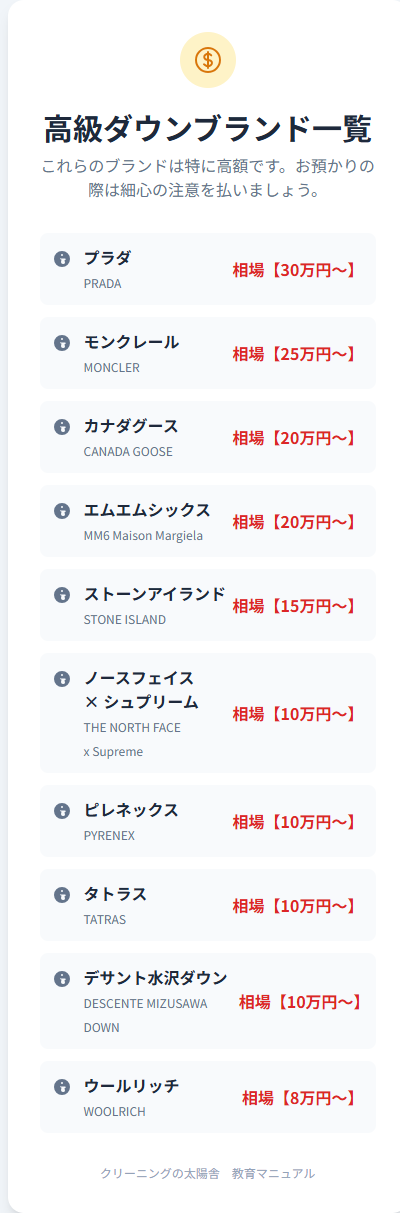 高級ダウンブランド一覧
これらのブランドは特に高額です。お預かりの
際は細心の注意を払いましょう。
プラダ
PRADA
相場【30万円〜】
モンクレール
MONCLER
相場【25万円〜】
カナダグース
CANADA GOOSE
相場【20万円〜】
エムエムシックス
MM6 Maison Margiela
相場【20万円〜】
ストーンアイランド
STONE ISLAND
相場【15万円〜】
ノースフェイス
× シュプリーム
THE NORTH FACE
x Supreme
相場【10万円〜】
ピレネックス
PYRENEX
相場【10万円〜】
タトラス
TATRAS
相場【10万円〜】
デサント水沢ダウン
DESCENTE MIZUSAWA
DOWN
相場【10万円〜】
ウールリッチ
WOOLRICH
相場【8万円〜】
クリーニングの太陽舎　教育マニュアル